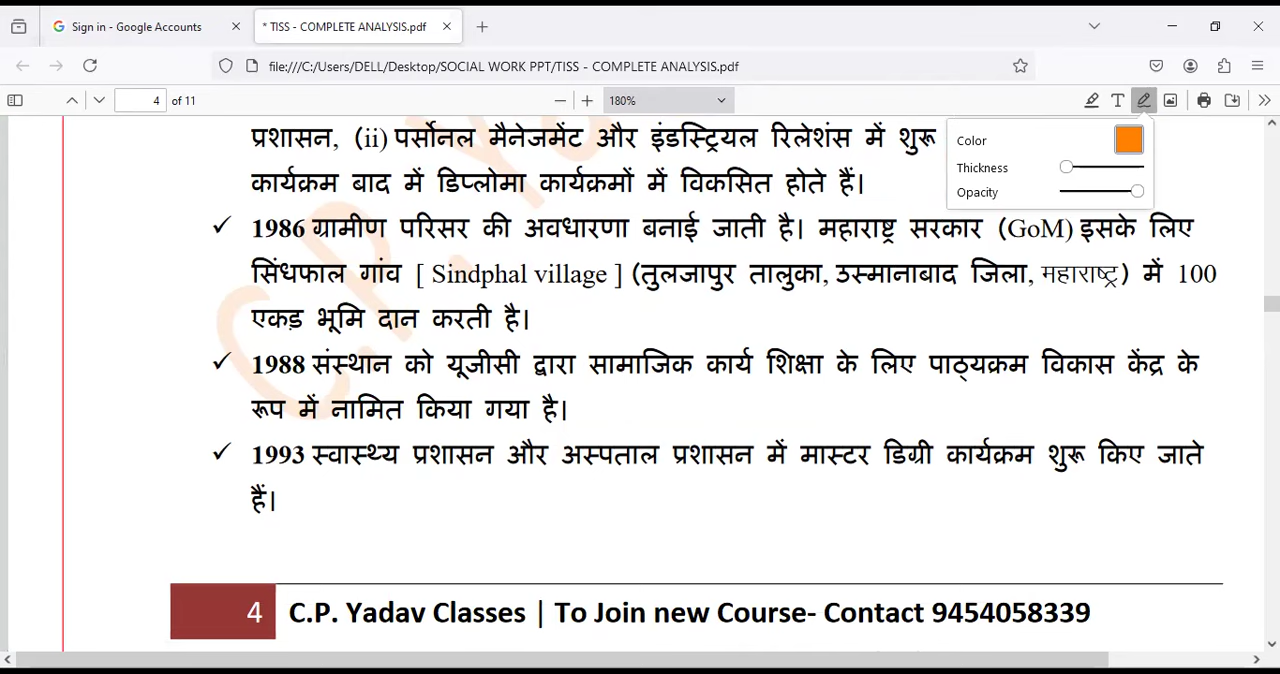 Sign in - Google Accounts
* TISS - COMPLETE ANALYSIS.pdf
file:///C:/Users/DELL/Desktop/SOCIAL WORK PPT/TISS - COMPLETE ANALYSIS.pdf
4 of 11
180%
Color
Thickness
Opacity
प्रशासन, (ii) पर्सोनल मैनेजमेंट और इंडस्ट्रियल रिलेशंस में शुरू
कार्यक्रम बाद में डिप्लोमा कार्यक्रमों में विकसित होते हैं।
✓ 1986 ग्रामीण परिसर की अवधारणा बनाई जाती है। महाराष्ट्र सरकार (GoM) इसके लिए
सिंधफाल गांव [ Sindphal village ] (तुलजापुर तालुका, उस्मानाबाद जिला, महाराष्ट्र) में 100
एकड़ भूमि दान करती है।
✓ 1988 संस्थान को यूजीसी द्वारा सामाजिक कार्य शिक्षा के लिए पाठ्यक्रम विकास केंद्र के
रूप में नामित किया गया है।
✓ 1993 स्वास्थ्य प्रशासन और अस्पताल प्रशासन में मास्टर डिग्री कार्यक्रम शुरू किए जाते
हैं।
4 C.P. Yadav Classes | To Join new Course- Contact 9454058339